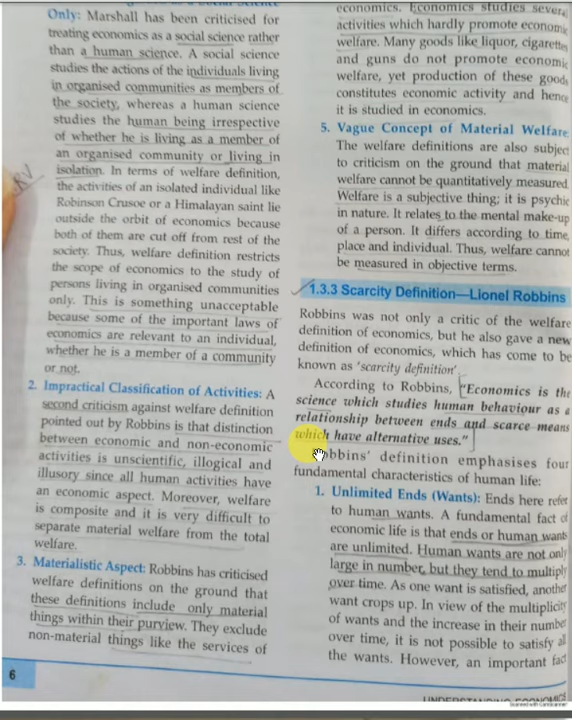 Only: Marshall has been criticised for
treating economics as a social science rather
than a human science. A social science
studies the actions of the individuals living
in organised communities as members of
the society, whereas a human science
studies the human being irrespective
of whether he is living as a member of
an organised community or living in
isolation. In terms of welfare definition,
the activities of an isolated individual like
Robinson Crusoe or a Himalayan saint lie
outside the orbit of economics because
both of them are cut off from rest of the
society. Thus, welfare definition restricts
the scope of economics to the study of
persons living in organised communities
only. This is something unacceptable
because some of the important laws of
economics are relevant to an individual,
whether he is a member of a community
or not.
2. Impractical Classification of Activities: A
second criticism against welfare definition
pointed out by Robbins is that distinction
between economic and non-economic
activities is unscientific, illogical and
illusory since all human activities have
an economic aspect. Moreover, welfare
is composite and it is very difficult to
separate material welfare from the total
welfare.
3. Materialistic Aspect: Robbins has criticised
welfare definitions on the ground that
these definitions include only material
things within their purview. They exclude
non-material things like the services of
6
economics. Economics studies several
activities which hardly promote economic
welfare. Many goods like liquor, cigarettes
and guns do not promote economic
welfare, yet production of these goods
constitutes economic activity and hence
it is studied in economics.
5. Vague Concept of Material Welfare:
The welfare definitions are also subject
to criticism on the ground that material
welfare cannot be quantitatively measured.
Welfare is a subjective thing; it is psychic
in nature. It relates to the mental make-up
of a person. It differs according to time,
place and individual. Thus, welfare cannot
be measured in objective terms.
1.3.3 Scarcity Definition—Lionel Robbins
Robbins was not only a critic of the welfare
definition of economics, but he also gave a new
definition of economics, which has come to be
known as 'scarcity definition'.
According to Robbins, "Economics is the
science which studies human behaviour as a
relationship between ends and scarce means
which have alternative uses."
Robbins' definition emphasises four
fundamental characteristics of human life:
1. Unlimited Ends (Wants): Ends here refer
to human wants. A fundamental fact of
economic life is that ends or human wants
are unlimited. Human wants are not only
large in number, but they tend to multiply
over time. As one want is satisfied, another
want crops up. In view of the multiplicity
of wants and the increase in their number
over time, it is not possible to satisfy all
the wants. However, an important fact
UNDERSTANDING ECONOMICS
Scanned with CamScanner